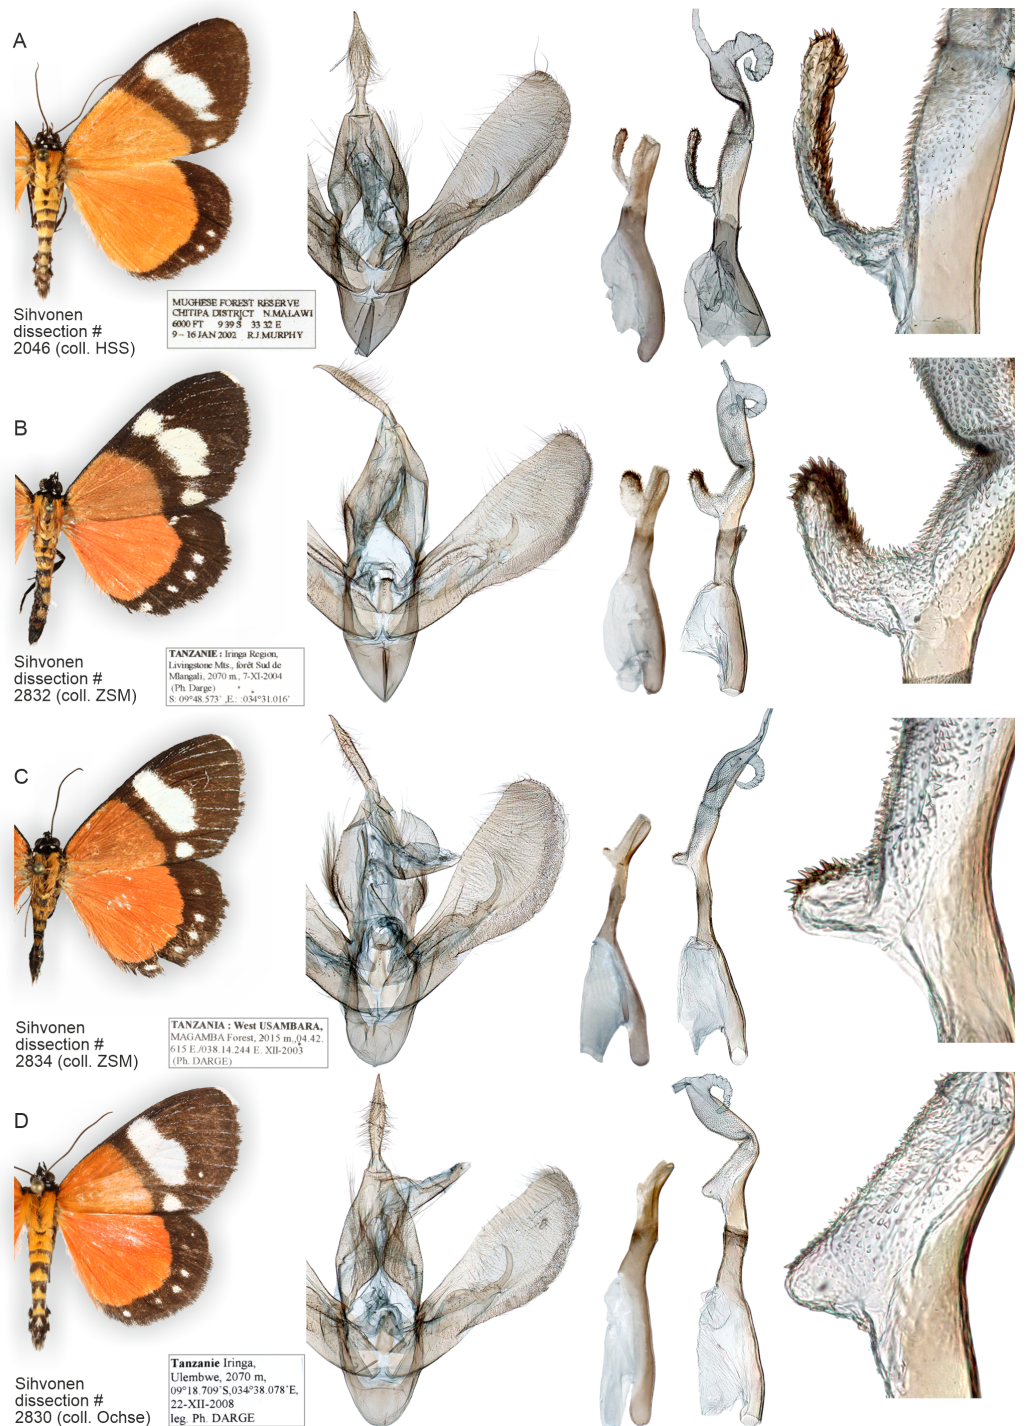 A
Sihvonen
dissection #
2046 (coll. HSS)
MUGHESE FOREST RESERVE
CHITIPA DISTRICT N.MALAWI
6000 FT 9 39 S 33 32 E
9 - 16 JAN 2002 R.J.MURPHY
B
Sihvonen
dissection #
2832 (coll. ZSM)
TANZANIE : Iringa Region,
Livingstone Mts., forêt Sud de
Mlangali, 2070 m., 7-XI-2004
(Ph. Darge)
S: 09°48.573' ,E.: :034°31.016'
C
Sihvonen
dissection #
2834 (coll. ZSM)
TANZANIA : West USAMBARA,
MAGAMBA Forest, 2015 m.,04.42.
615 E./038.14.244 E. XII-2003
(Ph. DARGE)
D
Sihvonen
dissection #
2830 (coll. Ochse)
Tanzanie Iringa,
Ulembwe, 2070 m,
09°18.709'S,034°38.078'E,
22-XII-2008
leg. Ph. DARGE